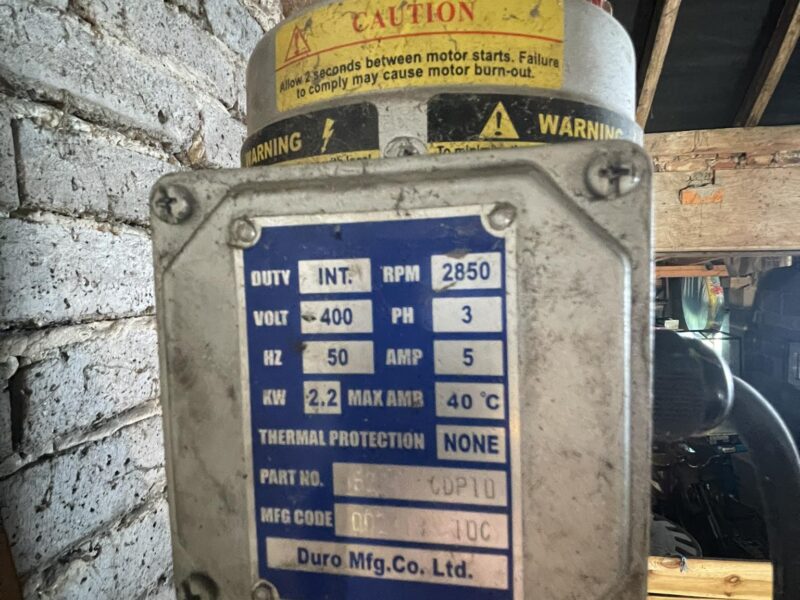 CAUTION
Allow 2 seconds between motor starts. Failure
to comply may cause motor burn-out.
WARNING
WARNING
DUTY INT. RPM 2850
VOLT 400 PH 3
HZ 50 AMP 5
KW 2.2 MAX AMB 40 °C
THERMAL PROTECTION NONE
PART NO. CDP10
MFG CODE
Duro Mfg.Co. Ltd.